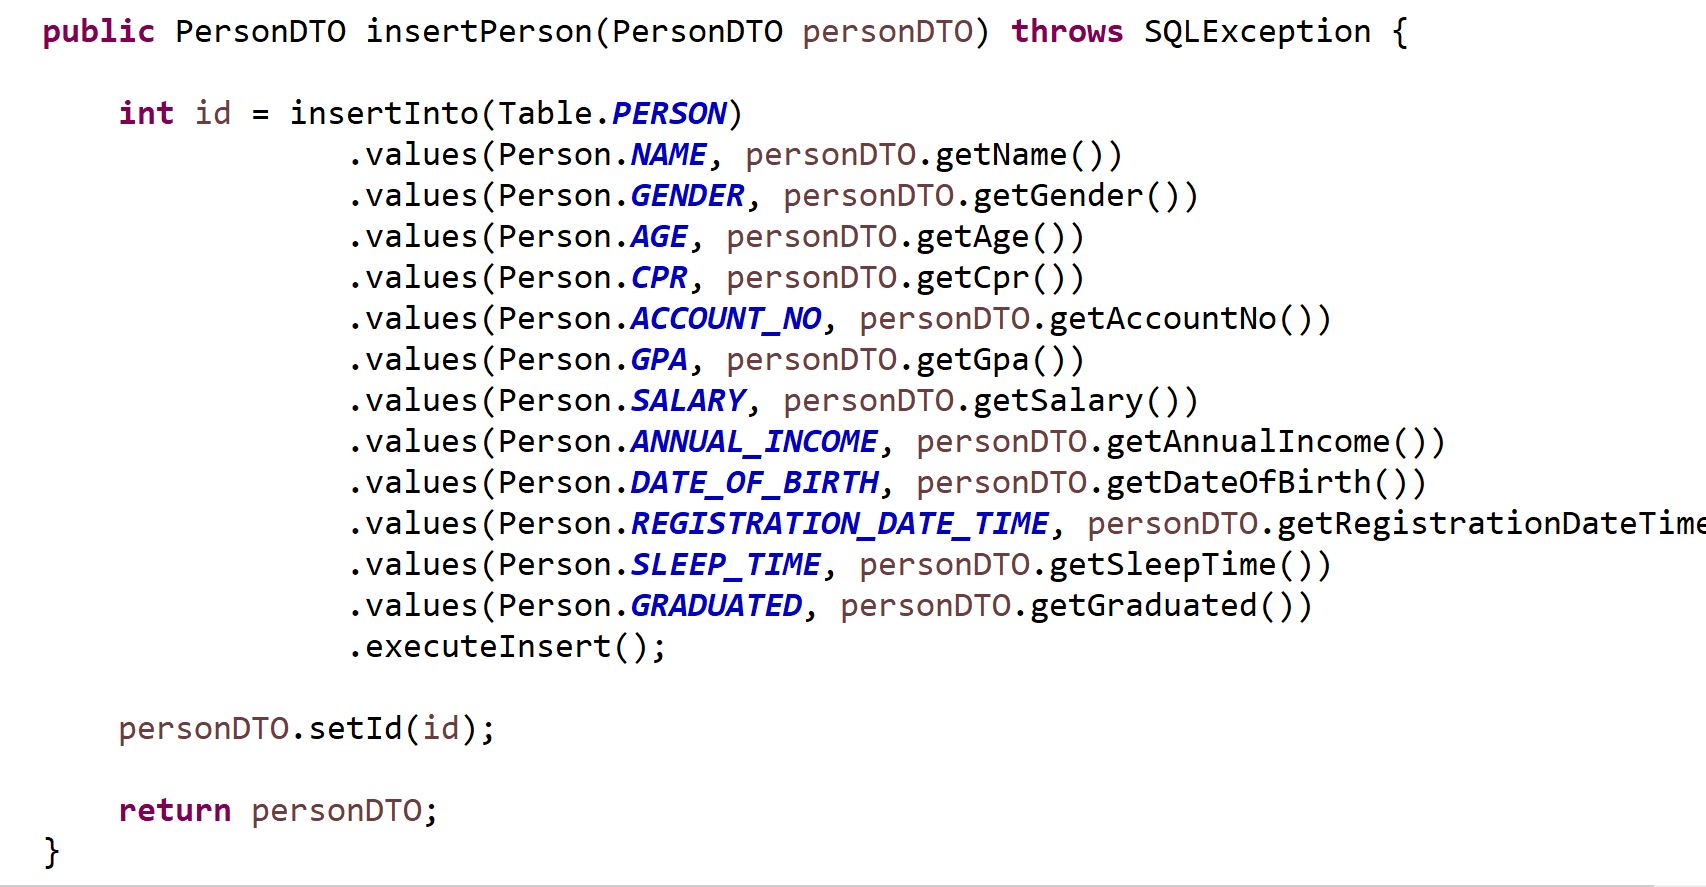 public PersonDTO insertPerson(PersonDTO personDTO) throws SQLException {
int id = insertInto(Table.PERSON)
.values(Person.NAME, personDTO.getName())
.values(Person.GENDER, personDTO.getGender())
.values(Person.AGE, personDTO.getAge())
.values(Person.CPR, personDTO.getCpr())
.values(Person.ACCOUNT_NO, personDTO.getAccountNo())
.values(Person.GPA, personDTO.getGpa())
.values(Person.SALARY, personDTO.getSalary())
.values(Person.ANNUAL_INCOME, personDTO.getAnnualIncome())
.values(Person.DATE_OF_BIRTH, personDTO.getDateOfBirth())
.values(Person.REGISTRATION_DATE_TIME, personDTO.getRegistrationDateTime
.values(Person.SLEEP_TIME, personDTO.getSleepTime())
.values(Person.GRADUATED, personDTO.getGraduated())
.executeInsert();
personDTO.setId(id);
return personDTO;
}